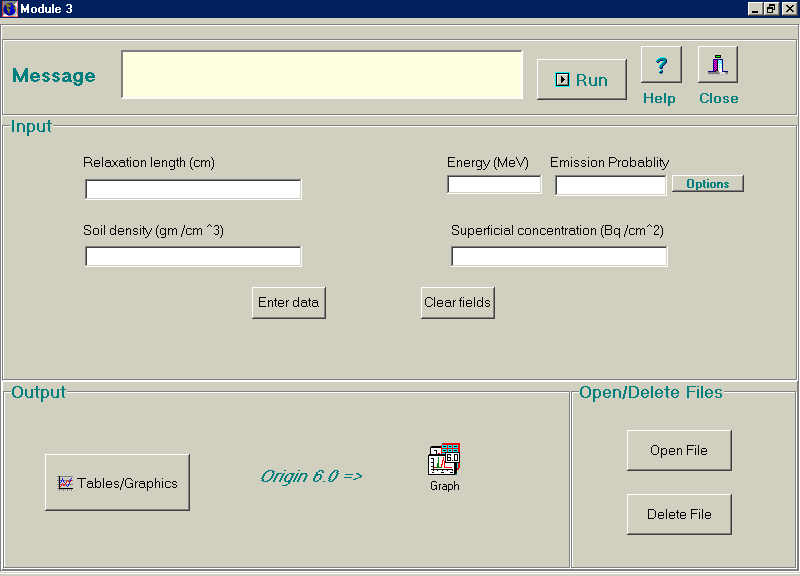 Module 3
Message
Run
? 
Help
Close
Input
Relaxation length (cm)
Energy (MeV)
Emission Probablity
Options
Soil density (gm /cm ^3)
Superficial concentration (Bq /cm^2)
Enter data
Clear fields
Output
Open/Delete Files
Tables/Graphics
Origin 6.0 =>
6.0
Graph
Open File
Delete File